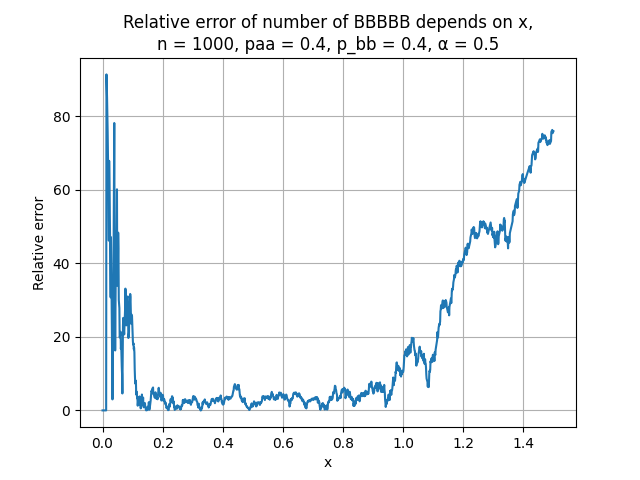 Relative error of number of BBBBB depends on x,
n = 1000, paa = 0.4, p_bb = 0.4, α = 0.5
80
60
40
20
0
Relative error
0.0 0.2 0.4 0.6 0.8 1.0 1.2 1.4
x